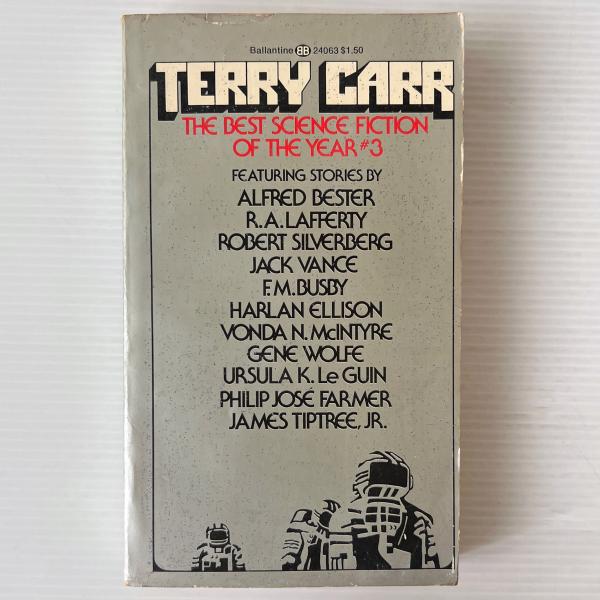 Ballantine BB 24063 $1.50
TERRY CARR
THE BEST SCIENCE FICTION
OF THE YEAR #3
FEATURING STORIES BY
ALFRED BESTER
R.A. LAFFERTY
ROBERT SILVERBERG
JACK VANCE
F.M. BUSBY
HARLAN ELLISON
VONDA N. McINTYRE
GENE WOLFE
URSULA K. Le GUIN
PHILIP JOSÉ FARMER
JAMES TIPTREE, JR.